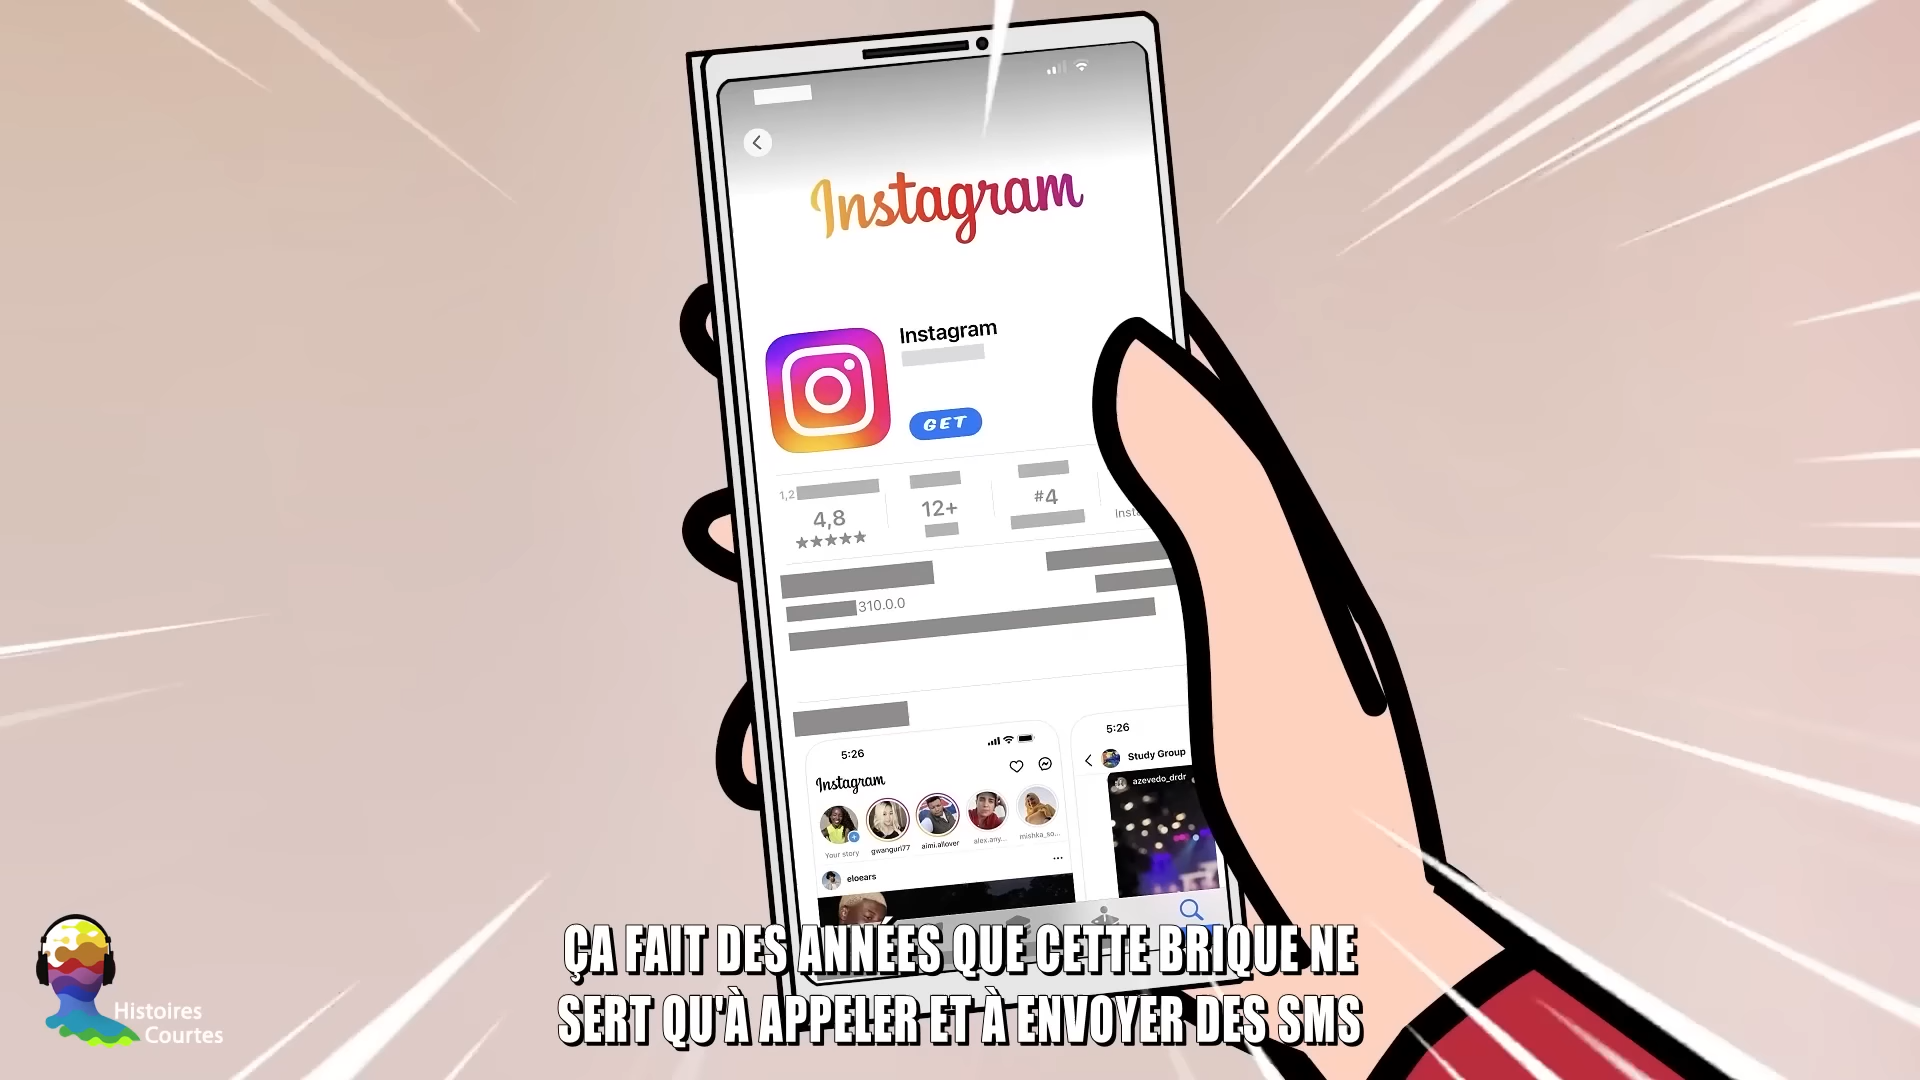 Instagram
Instagram
GET
1,2
4,8
★★★★★
12+
#4
Insta
310.0.0
5:26
Instagram
Your story
gwangurl77
aimi.allover
alex.any...
mishka_so...
eloears
5:26
Study Group
azevedo_drdr
ÇA FAIT DES ANNÉES QUE CETTE BRIQUE NE
SERT QU'À APPELER ET À ENVOYER DES SMS
Histoires
Courtes